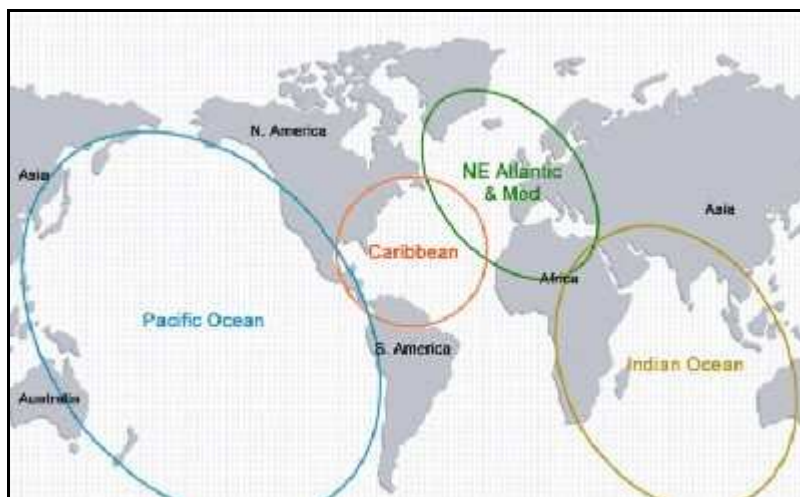 N. America
Asia
NE Atlantic
& Med
Asia
Caribbean
Africa
Pacific Ocean
S. America
Indian Ocean
Australia